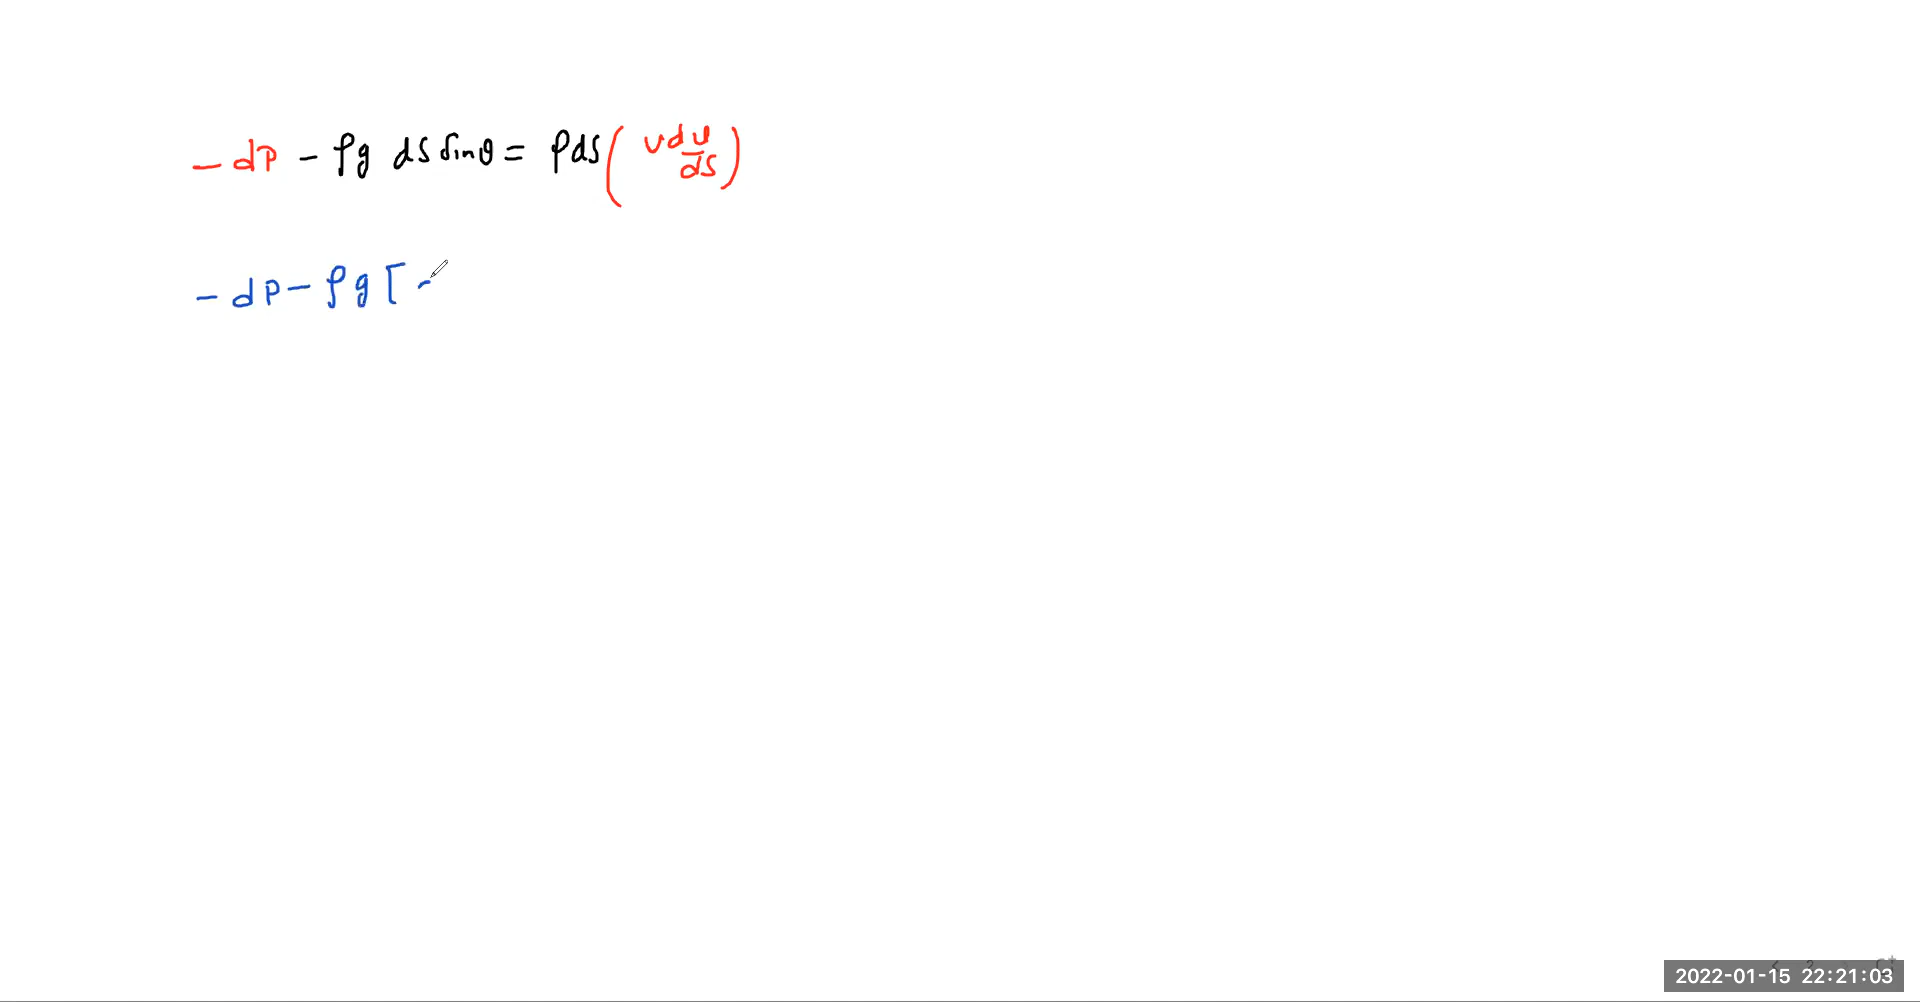 - dP - ρg ds sinθ = ρds( v dv/ds )
- dP - ρg [
2022-01-15 22:21:03